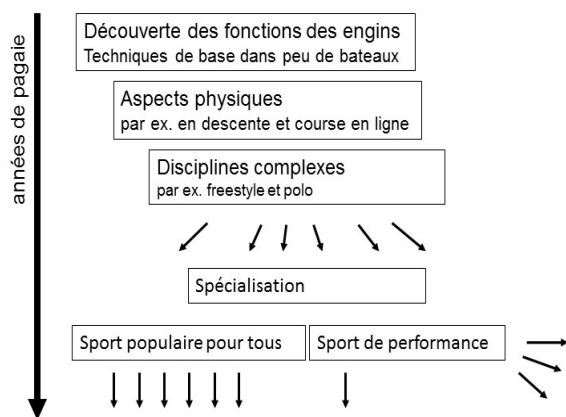 années de pagaie
Découverte des fonctions des engins
Techniques de base dans peu de bateaux
Aspects physiques
par ex. en descente et course en ligne
Disciplines complexes
par ex. freestyle et polo
Spécialisation
Sport populaire pour tous
Sport de performance